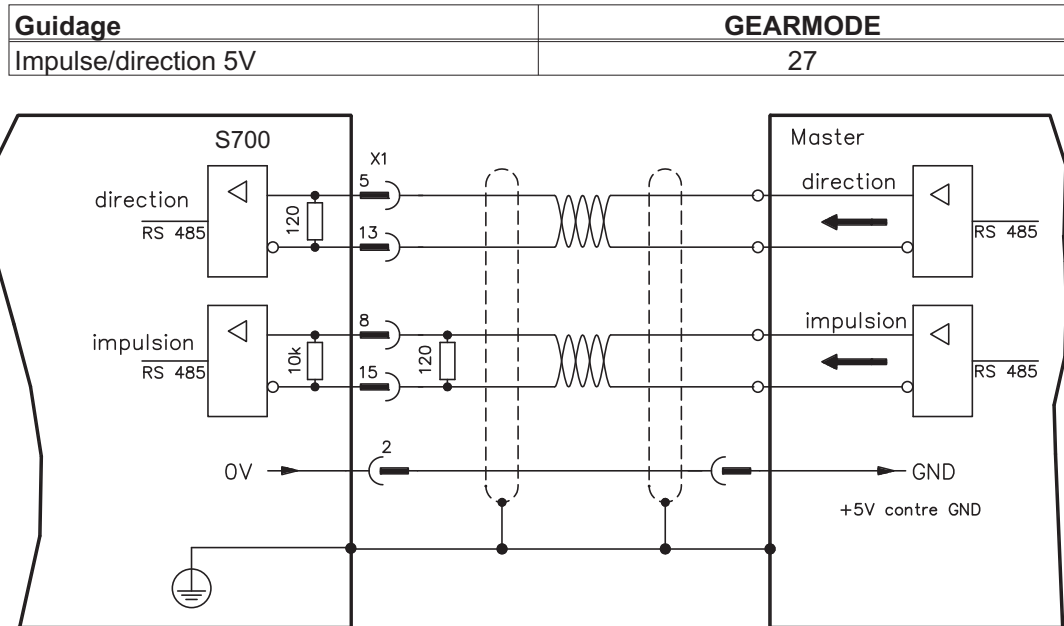 Guidage GEARMODE
Impulse/direction 5V 27
S700 Master
X1
direction 5 direction
120
RS 485 13 RS 485
impulsion 8 impulsion
10k 120
RS 485 15 RS 485
2
0V GND
+5V contre GND